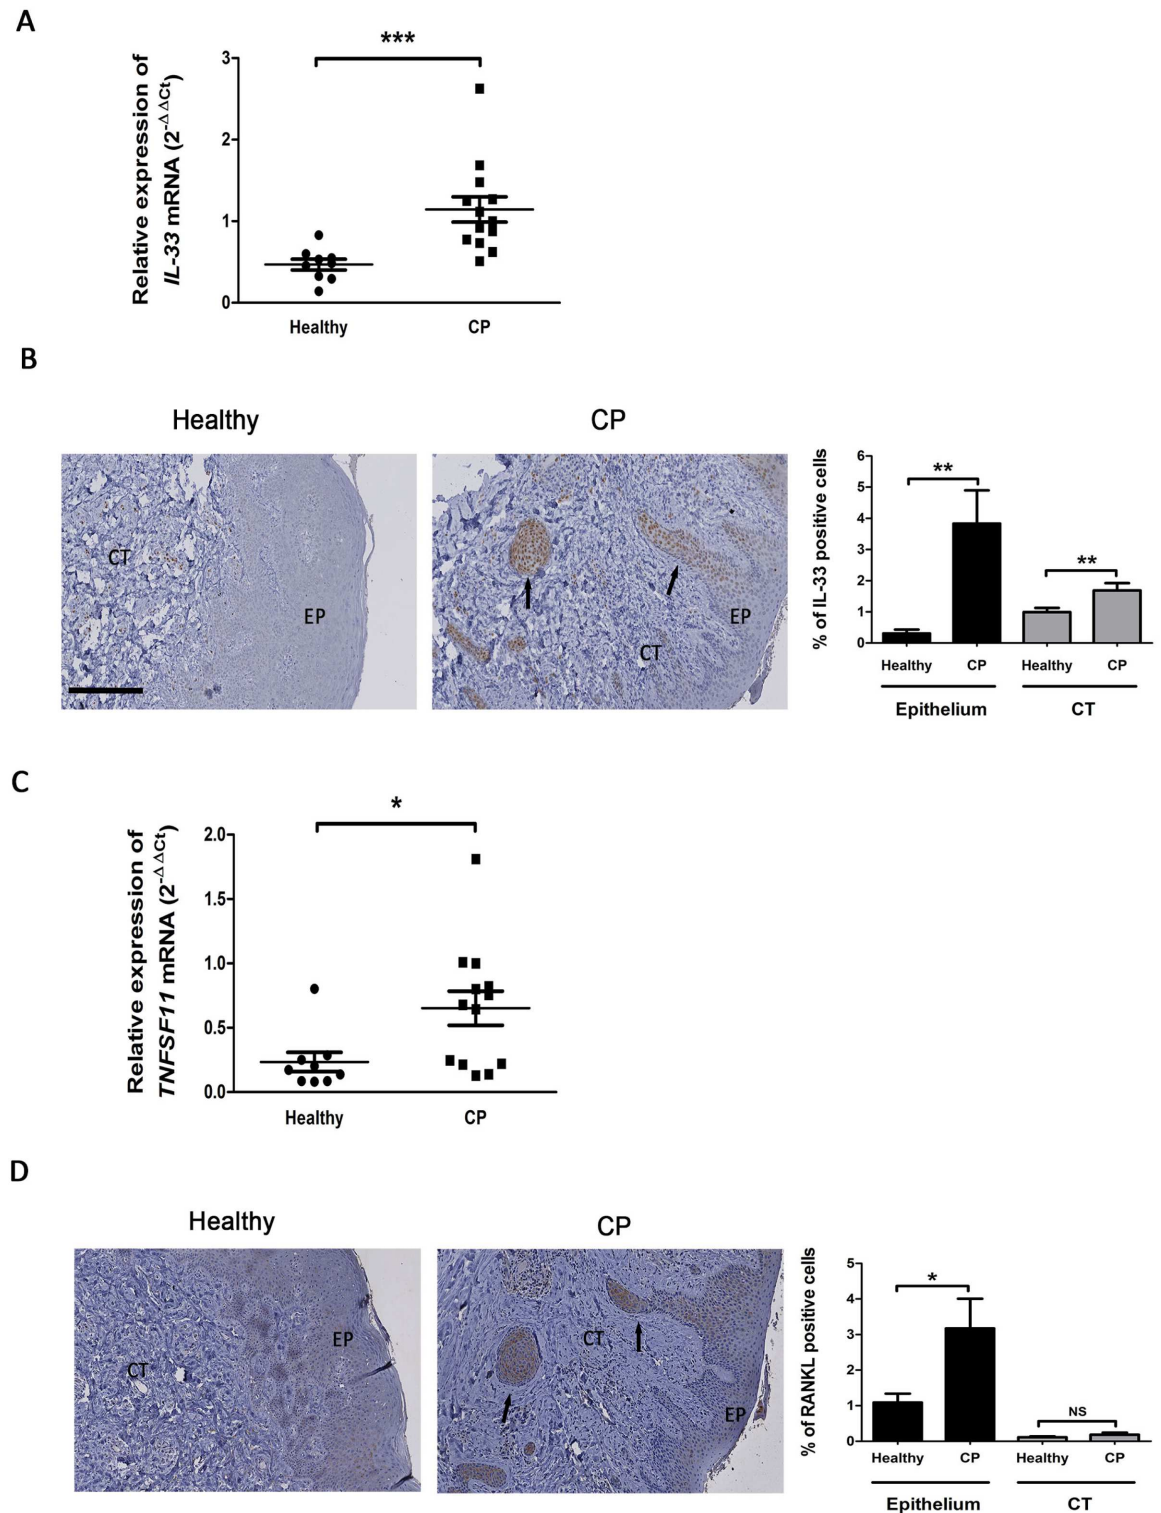 A
Relative expression of
IL-33 mRNA (2-ΔΔCt)
***
3
2
1
0
Healthy CP
B
Healthy
CT
EP
CP
EP
CT
% of IL-33 positive cells
6
5
4
3
2
1
0
**
**
Healthy CP Healthy CP
Epithelium CT
C
Relative expression of
TNFSF11 mRNA (2-ΔΔCt)
*
2.0
1.5
1.0
0.5
0.0
Healthy CP
D
Healthy
EP
CT
CP
CT
EP
% of RANKL positive cells
5
4
3
2
1
0
*
NS
Healthy CP Healthy CP
Epithelium CT